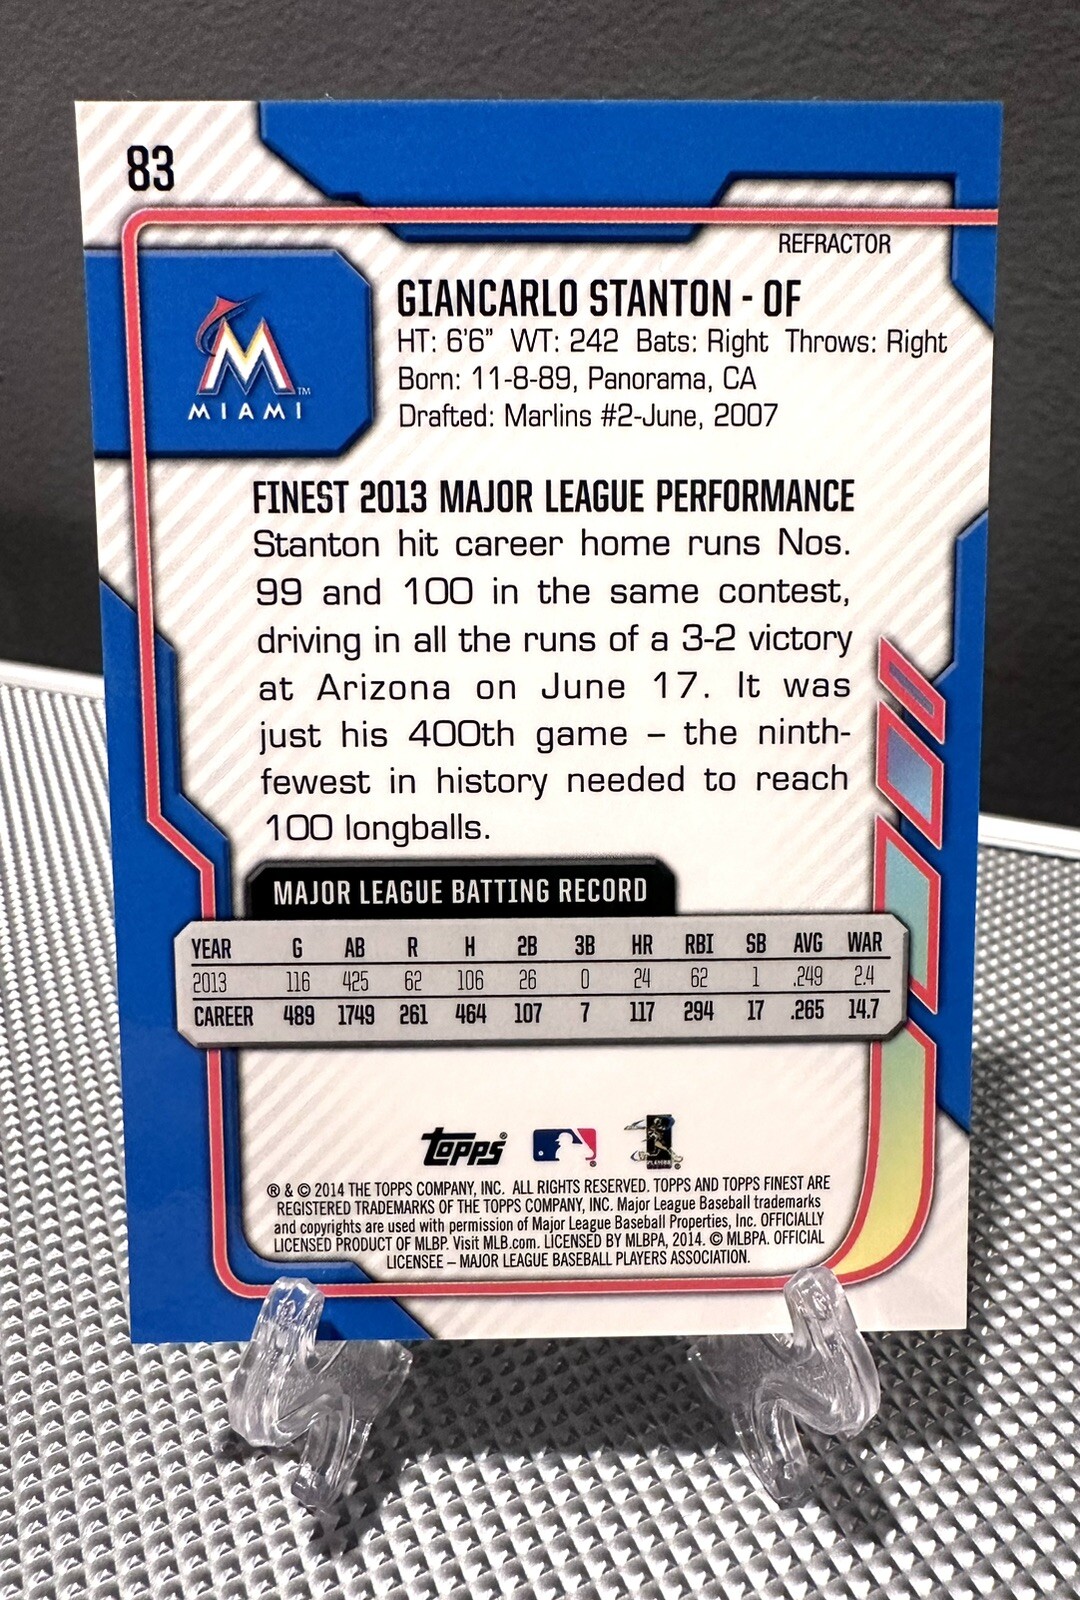 83
REFRACTOR
MIAMI
TM
GIANCARLO STANTON - OF
HT: 6'6" WT: 242 Bats: Right Throws: Right
Born: 11-8-89, Panorama, CA
Drafted: Marlins #2-June, 2007
FINEST 2013 MAJOR LEAGUE PERFORMANCE
Stanton hit career home runs Nos.
99 and 100 in the same contest,
driving in all the runs of a 3-2 victory
at Arizona on June 17. It was
just his 400th game – the ninth-
fewest in history needed to reach
100 longballs.
MAJOR LEAGUE BATTING RECORD
YEAR G AB R H 2B 3B HR RBI SB AVG WAR
2013 116 425 62 106 26 0 24 62 1 .249 2.4
CAREER 489 1749 261 464 107 7 117 294 17 .265 14.7
Topps®
® & © 2014 THE TOPPS COMPANY, INC. ALL RIGHTS RESERVED. TOPPS AND TOPPS FINEST ARE
REGISTERED TRADEMARKS OF THE TOPPS COMPANY, INC. Major League Baseball trademarks
and copyrights are used with permission of Major League Baseball Properties, Inc. OFFICIALLY
LICENSED PRODUCT OF MLBP. Visit MLB.com. LICENSED BY MLBPA, 2014. © MLBPA. OFFICIAL
LICENSEE – MAJOR LEAGUE BASEBALL PLAYERS ASSOCIATION.